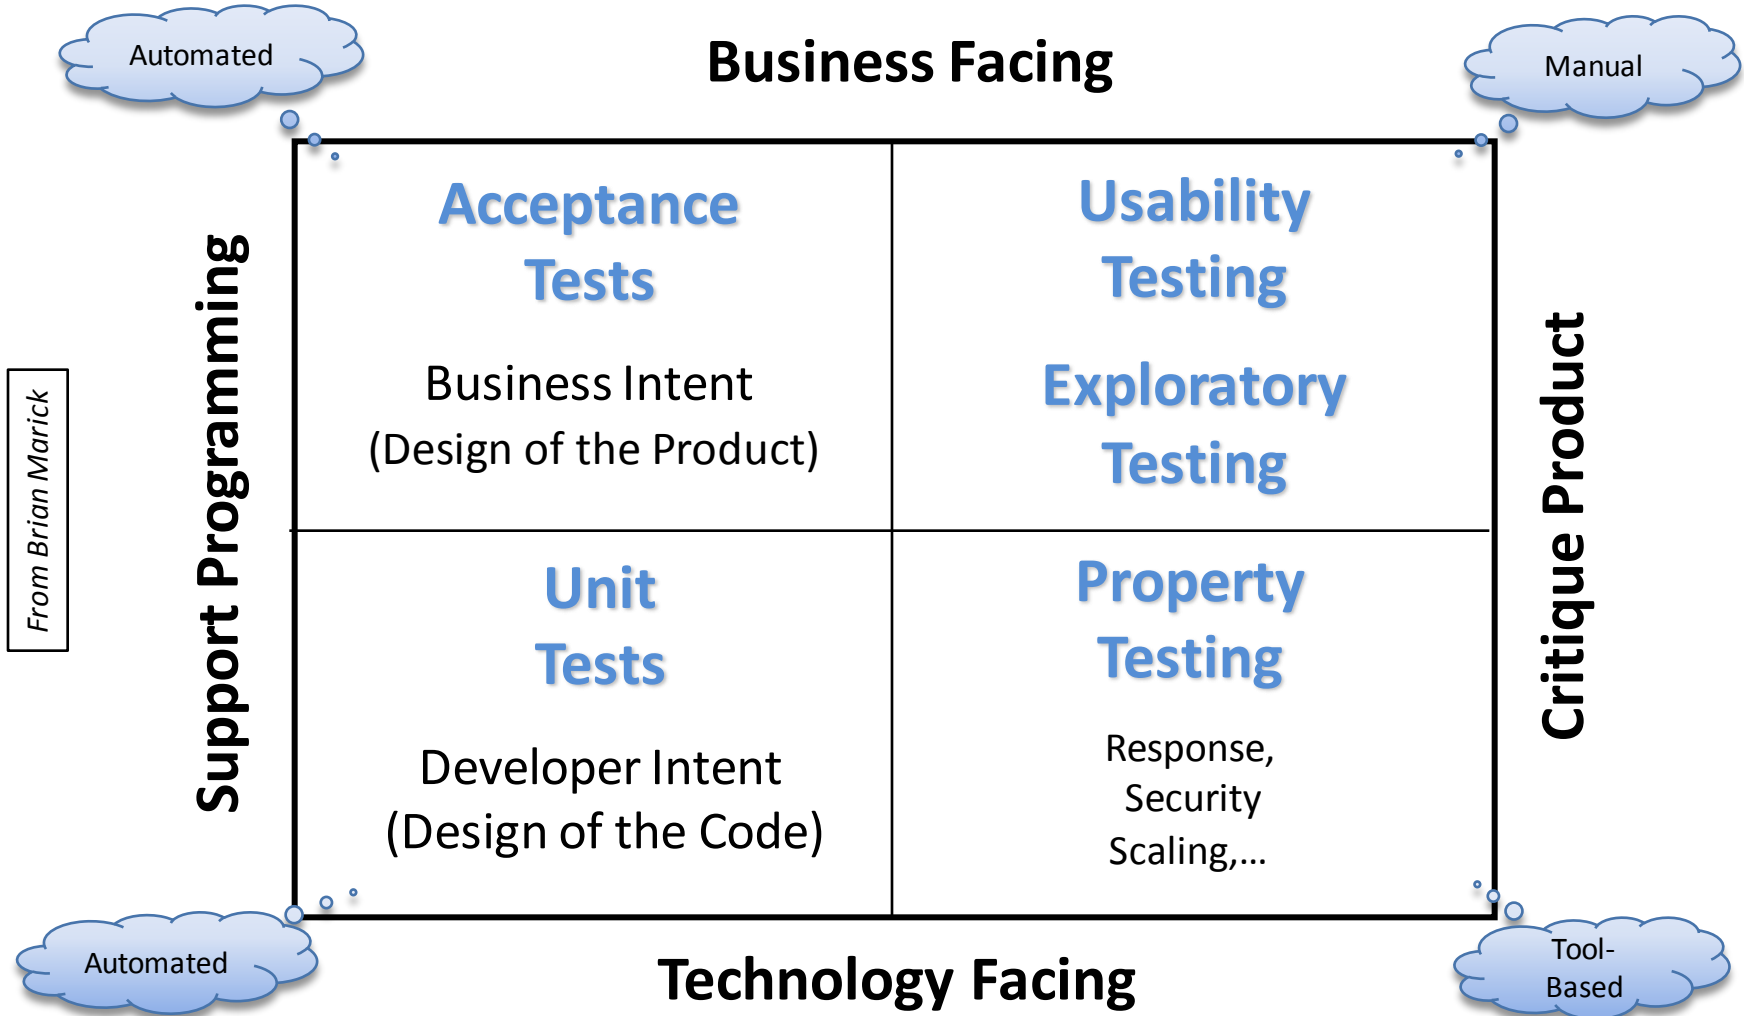 Automated
Business Facing
Manual
Acceptance
Tests
Business Intent
(Design of the Product)
Usability
Testing
Exploratory
Testing
From Brian Marick
Support Programming
Critique Product
Unit
Tests
Developer Intent
(Design of the Code)
Property
Testing
Response,
Security
Scaling,...
Automated
Technology Facing
Tool-
Based